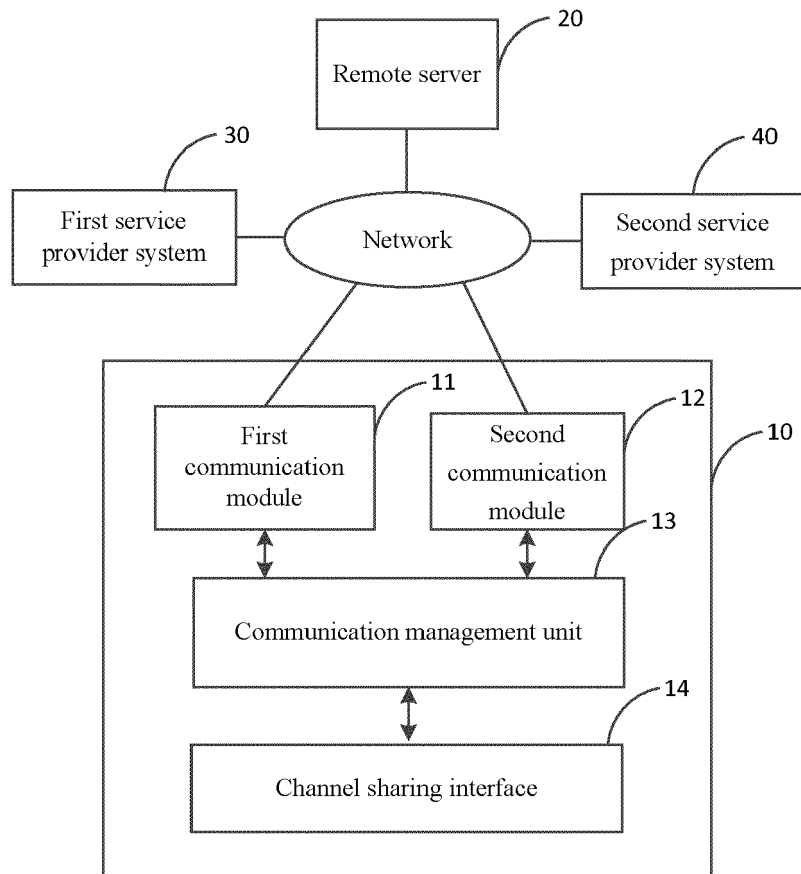 20
Remote server
30
40
First service
provider system
Network
Second service
provider system
11
12
10
First
communication
module
Second
communication
module
13
Communication management unit
14
Channel sharing interface